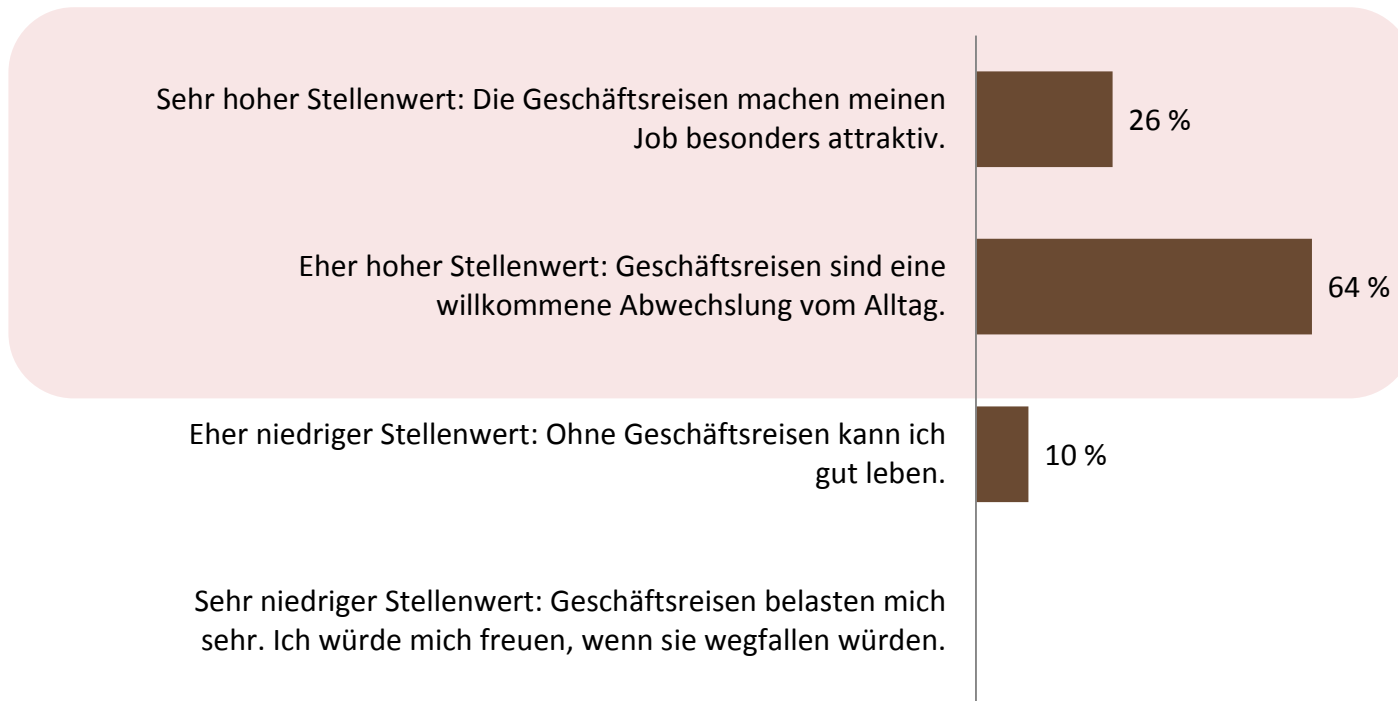 Sehr hoher Stellenwert: Die Geschäftsreisen machen meinen
Job besonders attraktiv.
26 %
Eher hoher Stellenwert: Geschäftsreisen sind eine
willkommene Abwechslung vom Alltag.
64 %
Eher niedriger Stellenwert: Ohne Geschäftsreisen kann ich
gut leben.
10 %
Sehr niedriger Stellenwert: Geschäftsreisen belasten mich
sehr. Ich würde mich freuen, wenn sie wegfallen würden.